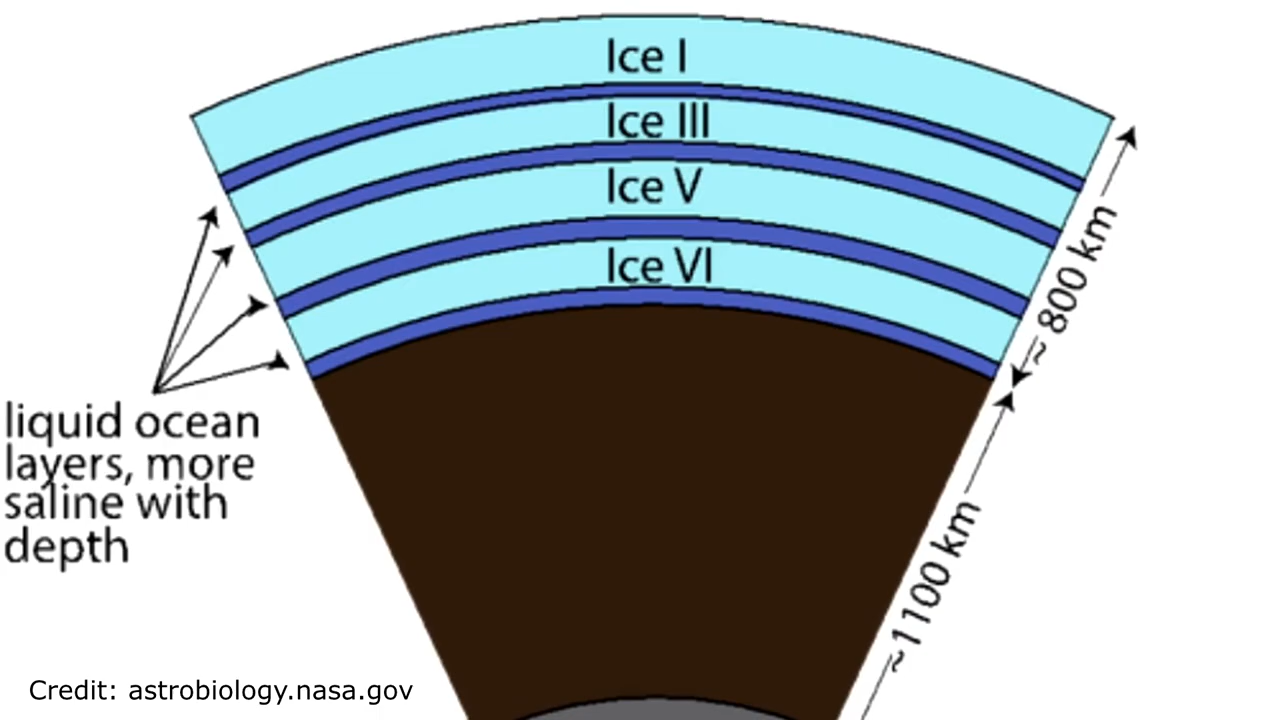 Ice I
Ice III
Ice V
Ice VI
~ 800 km
~1100 km
liquid ocean
layers, more
saline with
depth
Credit: astrobiology.nasa.gov